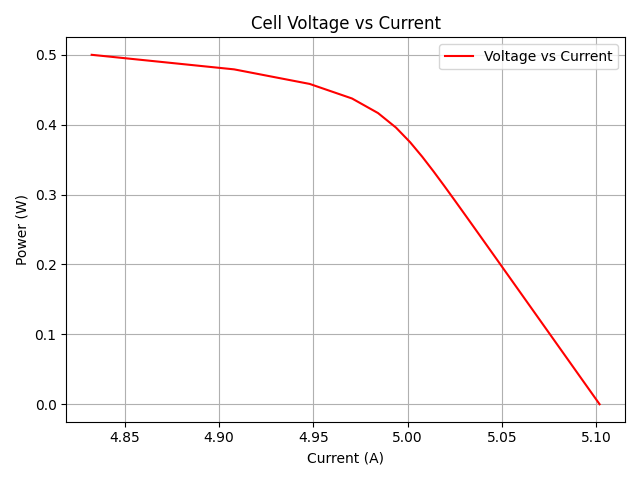 Cell Voltage vs Current
Voltage vs Current
Power (W)
0.5
0.4
0.3
0.2
0.1
0.0
4.85 4.90 4.95 5.00 5.05 5.10
Current (A)